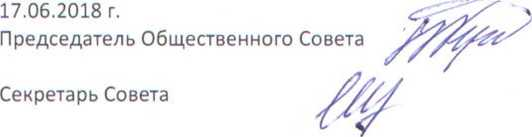 17.06.2018 г.
Председатель Общественного Совета
Секретарь Совета